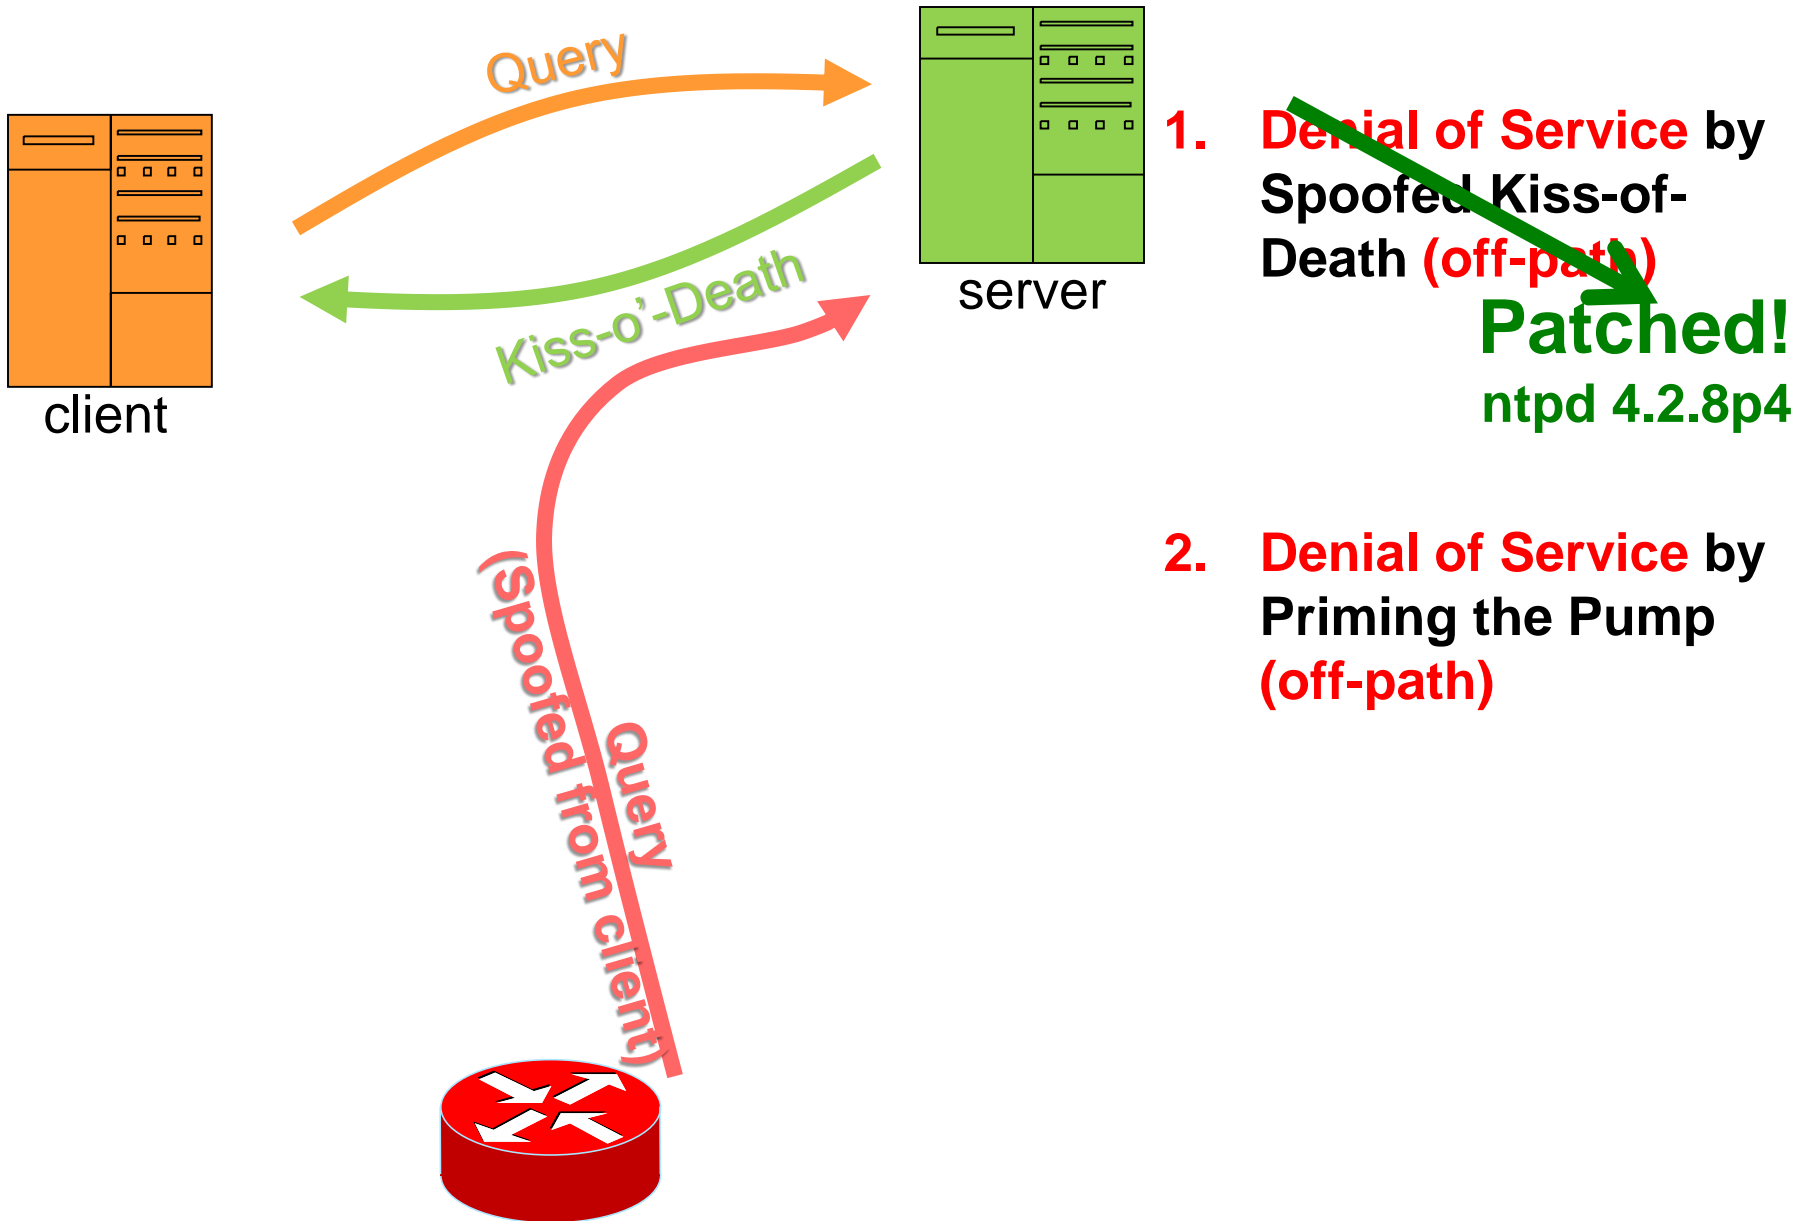 Query
Kiss-o’-Death
client
server
(Spoofed from client)
Query
1. Denial of Service by
Spoofed Kiss-of-
Death (off-path)
Patched!
ntpd 4.2.8p4
2. Denial of Service by
Priming the Pump
(off-path)